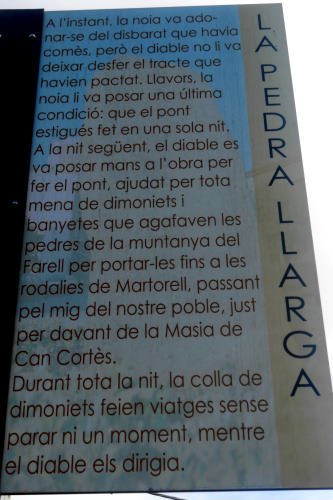 A l'instant, la noia va ado-
nar-se del disbarat que havia
comès, però el diable no li va
deixar desfer el tracte que
havien pactat. Llavors, la
noia li va posar una última
condició: que el pont
estigués fet en una sola nit.
A la nit següent, el diable es
va posar mans a l'obra per
fer el pont, ajudat per tota
mena de dimoniets i
banyetes que agafaven les
pedres de la muntanya del
Farell per portar-les fins a les
rodalies de Martorell, passant
pel mig del nostre poble, just
per davant de la Masia de
Can Cortès.
Durant tota la nit, la colla de
dimoniets feien viatges sense
parar ni un moment, mentre
el diable els dirigia.
LA PEDRA LLARGA